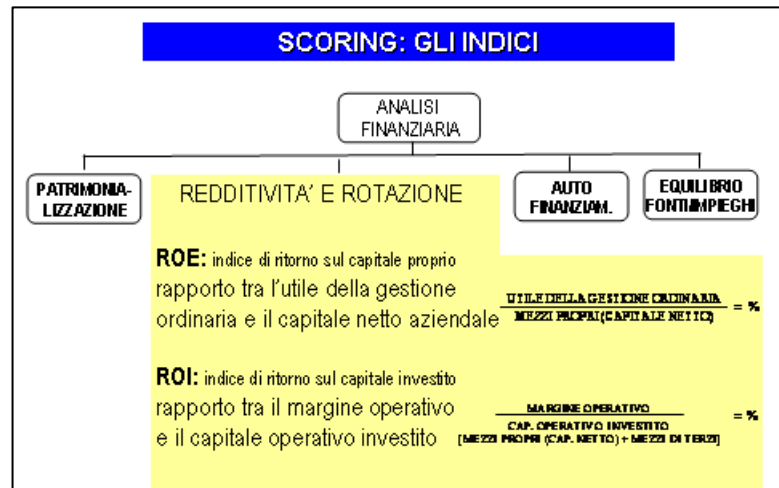 SCORING: GLI INDICI
ANALISI
FINANZIARIA
PATRIMONIA-
LIZZAZIONE
REDDITIVITA' E ROTAZIONE
AUTO
FINANZIAM.
EQUILIBRIO
FONTI/IMPIEGHI
ROE: indice di ritorno sul capitale proprio
rapporto tra l'utile della gestione
ordinaria e il capitale netto aziendale
UTILE DELLA GESTIONE ORDINARIA
MEZZI PROPRI (CAPITALE NETTO)
= %
ROI: indice di ritorno sul capitale investito
rapporto tra il margine operativo
e il capitale operativo investito
MARGINE OPERATIVO
CAP. OPERATIVO INVESTITO
[MEZZI PROPRI (CAP. NETTO) + MEZZI DI TERZI]
= %